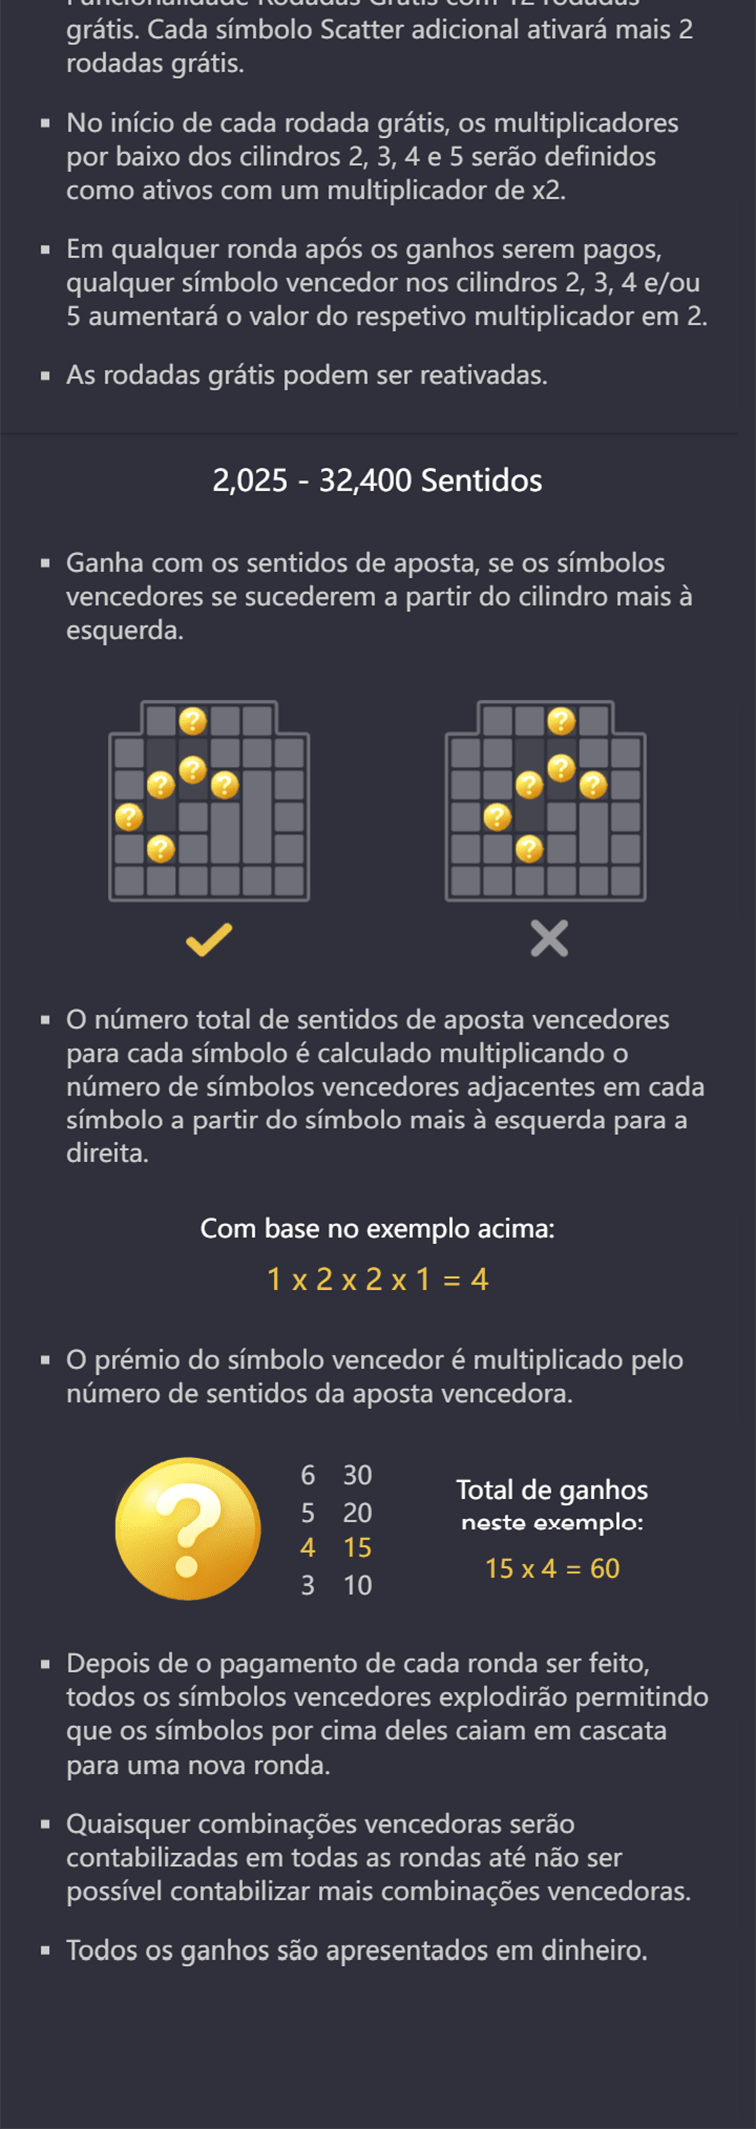 Funcionalidade Rodadas Grátis com 12 rodadas
grátis. Cada símbolo Scatter adicional ativará mais 2
rodadas grátis.
No início de cada rodada grátis, os multiplicadores
por baixo dos cilindros 2, 3, 4 e 5 serão definidos
como ativos com um multiplicador de x2.
Em qualquer ronda após os ganhos serem pagos,
qualquer símbolo vencedor nos cilindros 2, 3, 4 e/ou
5 aumentará o valor do respetivo multiplicador em 2.
As rodadas grátis podem ser reativadas.
2,025 - 32,400 Sentidos
Ganha com os sentidos de aposta, se os símbolos
vencedores se sucederem a partir do cilindro mais à
esquerda.
O número total de sentidos de aposta vencedores
para cada símbolo é calculado multiplicando o
número de símbolos vencedores adjacentes em cada
símbolo a partir do símbolo mais à esquerda para a
direita.
Com base no exemplo acima:
1 x 2 x 2 x 1 = 4
O prémio do símbolo vencedor é multiplicado pelo
número de sentidos da aposta vencedora.
6 30
5 20
4 15
3 10
Total de ganhos
neste exemplo:
15 x 4 = 60
Depois de o pagamento de cada ronda ser feito,
todos os símbolos vencedores explodirão permitindo
que os símbolos por cima deles caiam em cascata
para uma nova ronda.
Quaisquer combinações vencedoras serão
contabilizadas em todas as rondas até não ser
possível contabilizar mais combinações vencedoras.
Todos os ganhos são apresentados em dinheiro.